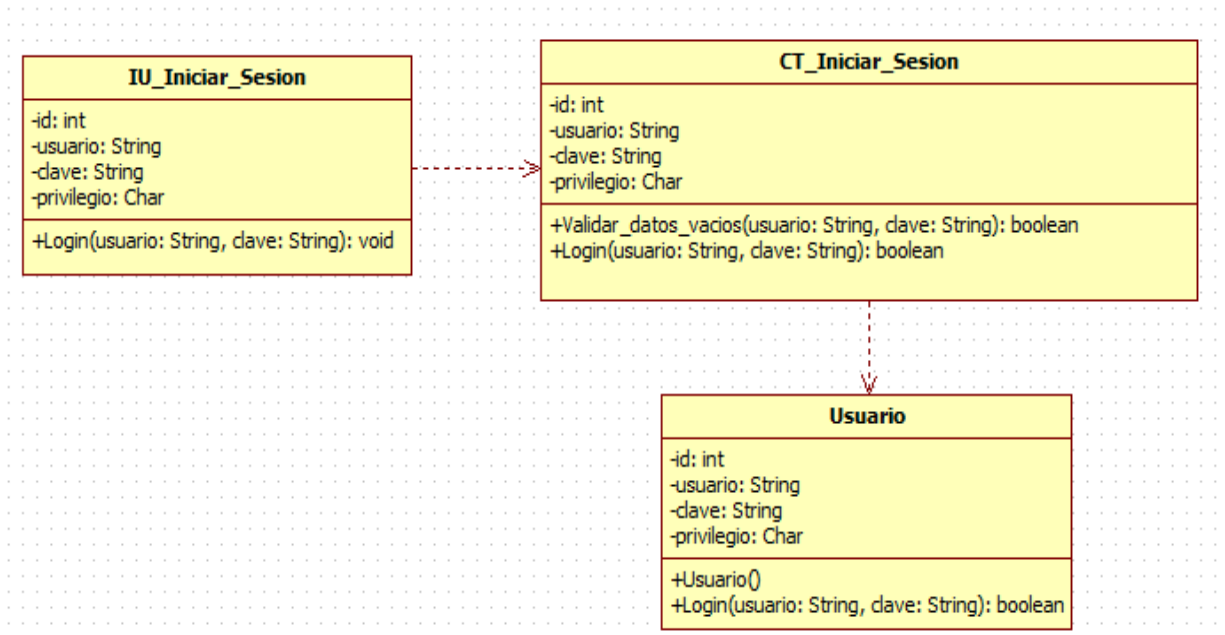 IU_Iniciar_Sesion
-id: int
-usuario: String
-clave: String
-privilegio: Char
+Login(usuario: String, clave: String): void
CT_Iniciar_Sesion
-id: int
-usuario: String
-clave: String
-privilegio: Char
+Validar_datos_vacios(usuario: String, clave: String): boolean
+Login(usuario: String, clave: String): boolean
Usuario
-id: int
-usuario: String
-clave: String
-privilegio: Char
+Usuario()
+Login(usuario: String, clave: String): boolean